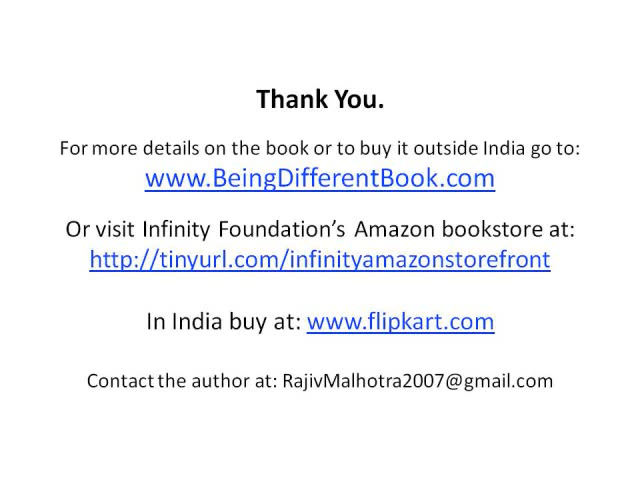 Thank You.
For more details on the book or to buy it outside India go to:
www.BeingDifferentBook.com
Or visit Infinity Foundation’s Amazon bookstore at:
http://tinyurl.com/infinityamazonstorefront
In India buy at: www.flipkart.com
Contact the author at: RajivMalhotra2007@gmail.com